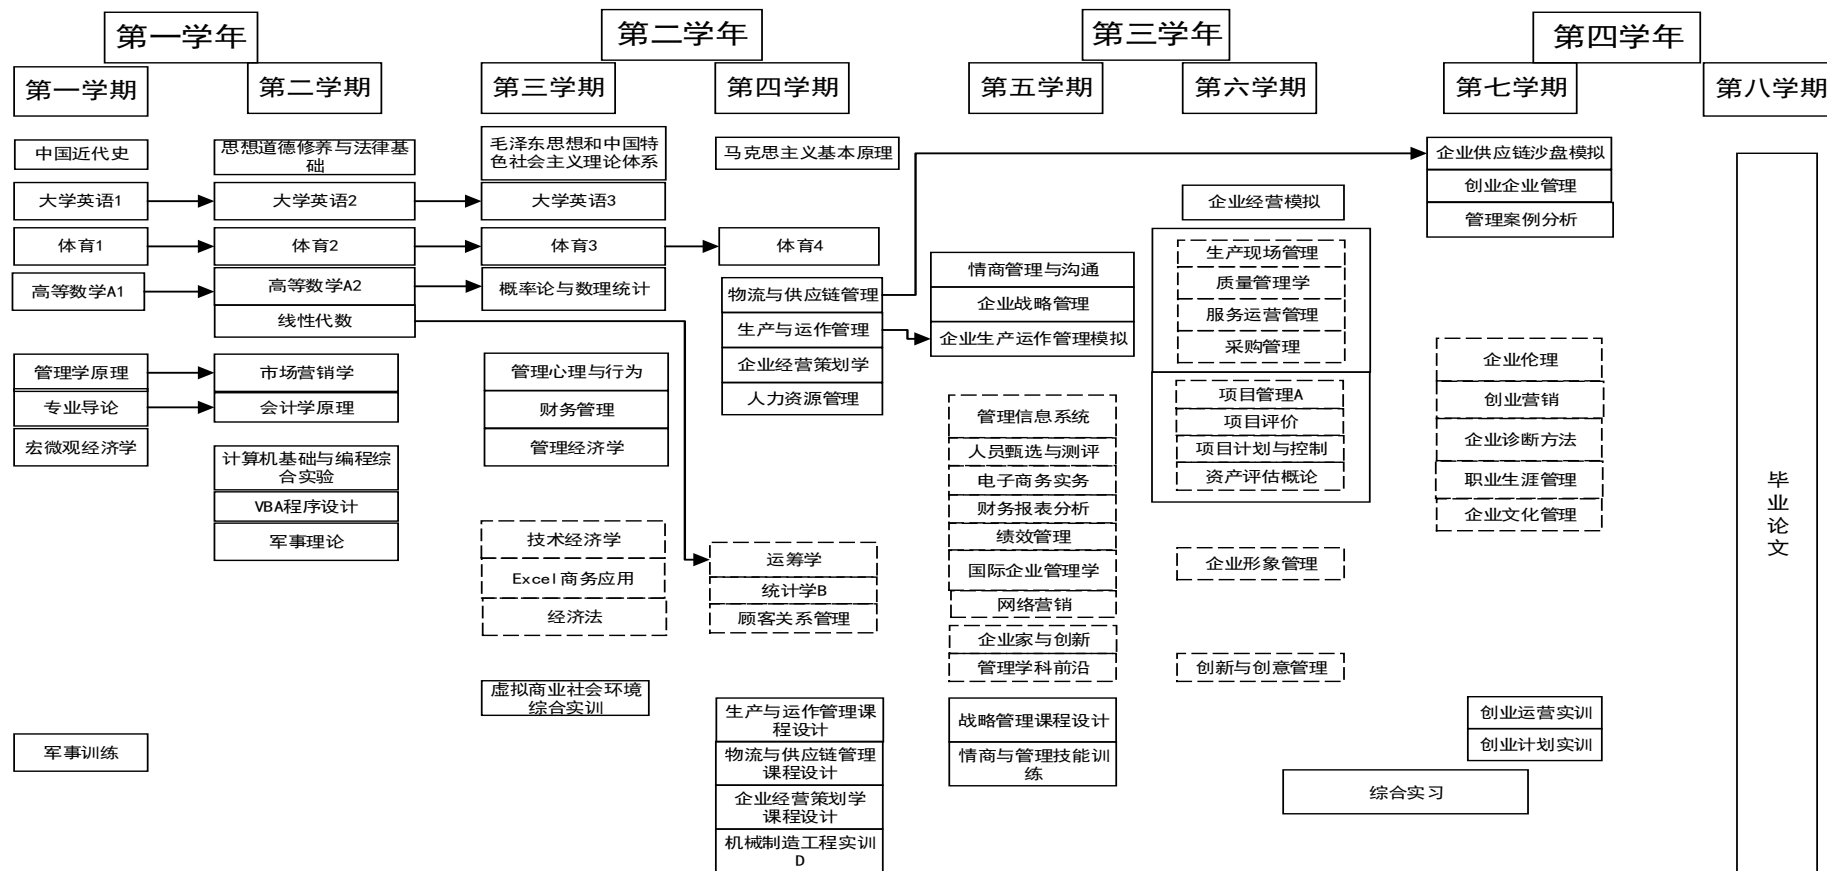 第一学年
第二学年
第三学年
第四学年
第一学期
第二学期
第三学期
第四学期
第五学期
第六学期
第七学期
第八学期
中国近代史
大学英语1
体育1
高等数学A1
管理学原理
专业导论
宏微观经济学
军事训练
思想道德修养与法律基
础
大学英语2
体育2
高等数学A2
线性代数
市场营销学
会计学原理
计算机基础与编程综
合实验
VBA程序设计
军事理论
毛泽东思想和中国特
色社会主义理论体系
大学英语3
体育3
概率论与数理统计
管理心理与行为
财务管理
管理经济学
技术经济学
Excel商务应用
经济法
虚拟商业社会环境
综合实训
马克思主义基本原理
体育4
物流与供应链管理
生产与运作管理
企业经营策划学
人力资源管理
运筹学
统计学B
顾客关系管理
生产与运作管理课
程设计
物流与供应链管理
课程设计
企业经营策划学
课程设计
机械制造工程实训
D
情商管理与沟通
企业战略管理
企业生产运作管理模拟
管理信息系统
人员甄选与测评
电子商务实务
财务报表分析
绩效管理
国际企业管理学
网络营销
企业家与创新
管理学科前沿
战略管理课程设计
情商与管理技能训
练
企业经营模拟
生产现场管理
质量管理学
服务运营管理
采购管理
项目管理A
项目评价
项目计划与控制
资产评估概论
企业形象管理
创新与创意管理
综合实习
企业供应链沙盘模拟
创业企业管理
管理案例分析
企业伦理
创业营销
企业诊断方法
职业生涯管理
企业文化管理
创业运营实训
创业计划实训
毕
业
论
文